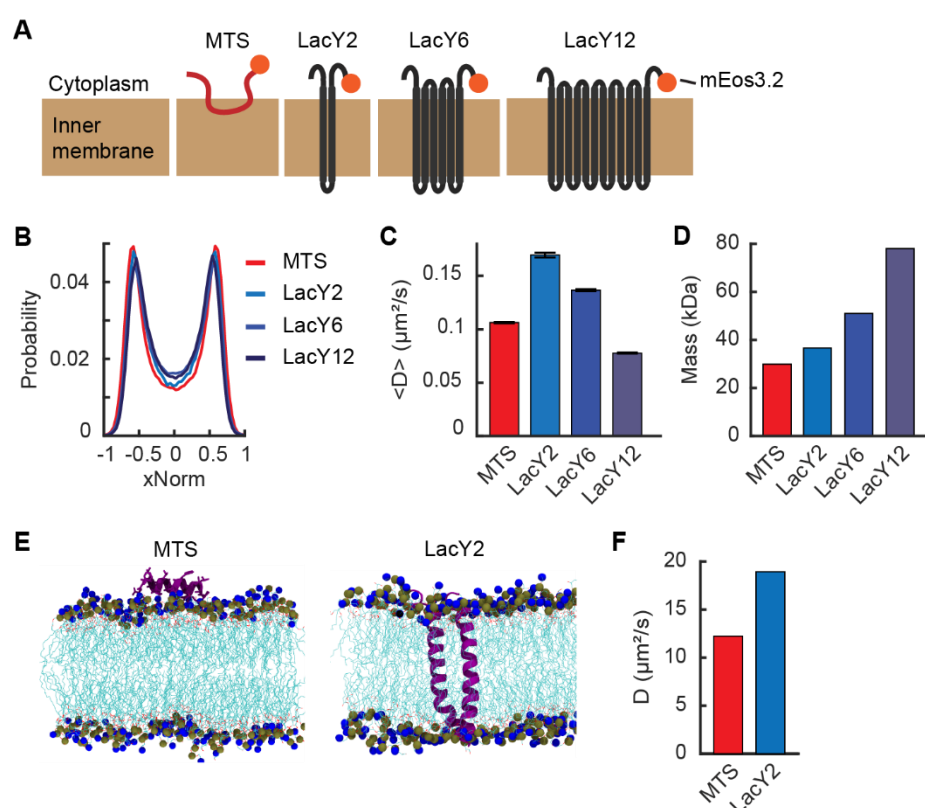 A
MTS
LacY2
LacY6
LacY12
Cytoplasm
mEos3.2
Inner
membrane
B
Probability
0.04
0.02
0
-1
-0.5
0
0.5
1
xNorm
MTS
LacY2
LacY6
LacY12
C
<D> (µm²/s)
0.15
0.1
0.05
0
MTS
LacY2
LacY6
LacY12
D
Mass (kDa)
80
60
40
20
0
MTS
LacY2
LacY6
LacY12
E
MTS
LacY2
F
D (µm²/s)
20
15
10
5
0
MTS
LacY2